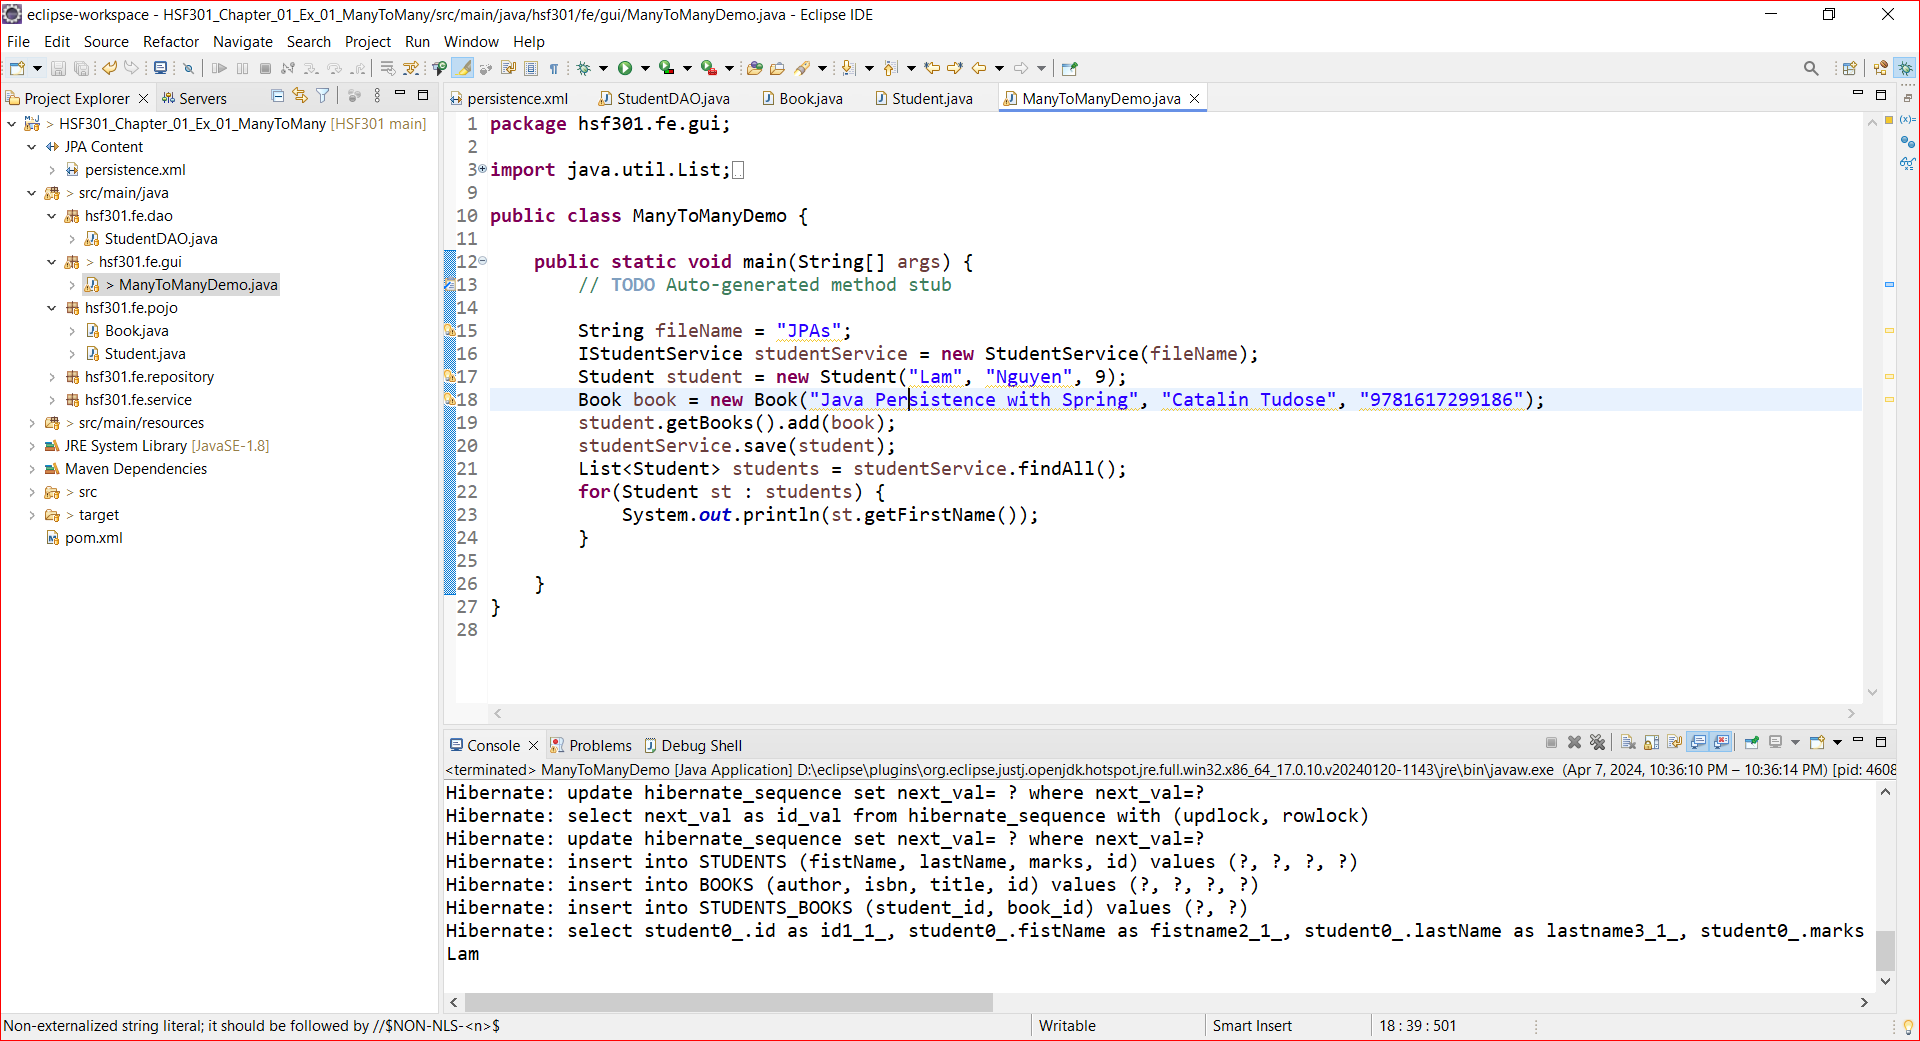 eclipse-workspace - HSF301_Chapter_01_Ex_01_ManyToMany/src/main/java/hsf301/fe/gui/ManyToManyDemo.java - Eclipse IDE
File Edit Source Refactor Navigate Search Project Run Window Help
Project Explorer
Servers
> HSF301_Chapter_01_Ex_01_ManyToMany [HSF301 main]
JPA Content
persistence.xml
> src/main/java
hsf301.fe.dao
StudentDAO.java
> hsf301.fe.gui
> ManyToManyDemo.java
hsf301.fe.pojo
Book.java
Student.java
hsf301.fe.repository
hsf301.fe.service
> src/main/resources
JRE System Library [JavaSE-1.8]
Maven Dependencies
> src
> target
pom.xml
persistence.xml StudentDAO.java Book.java Student.java ManyToManyDemo.java
1 package hsf301.fe.gui;
2
3 import java.util.List;
9
10 public class ManyToManyDemo {
11
12 public static void main(String[] args) {
13 // TODO Auto-generated method stub
14
15 String fileName = "JPAs";
16 IStudentService studentService = new StudentService(fileName);
17 Student student = new Student("Lam", "Nguyen", 9);
18 Book book = new Book("Java Persistence with Spring", "Catalin Tudose", "9781617299186");
19 student.getBooks().add(book);
20 studentService.save(student);
21 List<Student> students = studentService.findAll();
22 for(Student st : students) {
23 System.out.println(st.getFirstName());
24 }
25
26 }
27 }
28
Console Problems Debug Shell
<terminated> ManyToManyDemo [Java Application] D:\eclipse\plugins\org.eclipse.justj.openjdk.hotspot.jre.full.win32.x86_64_17.0.10.v20240120-1143\jre\bin\javaw.exe (Apr 7, 2024, 10:36:10 PM – 10:36:14 PM) [pid: 4608
Hibernate: update hibernate_sequence set next_val= ? where next_val=?
Hibernate: select next_val as id_val from hibernate_sequence with (updlock, rowlock)
Hibernate: update hibernate_sequence set next_val= ? where next_val=?
Hibernate: insert into STUDENTS (fistName, lastName, marks, id) values (?, ?, ?, ?)
Hibernate: insert into BOOKS (author, isbn, title, id) values (?, ?, ?, ?)
Hibernate: insert into STUDENTS_BOOKS (student_id, book_id) values (?, ?)
Hibernate: select student0_.id as id1_1_, student0_.fistName as fistname2_1_, student0_.lastName as lastname3_1_, student0_.marks
Lam
Non-externalized string literal; it should be followed by //$NON-NLS-<n>$
Writable
Smart Insert
18 : 39 : 501